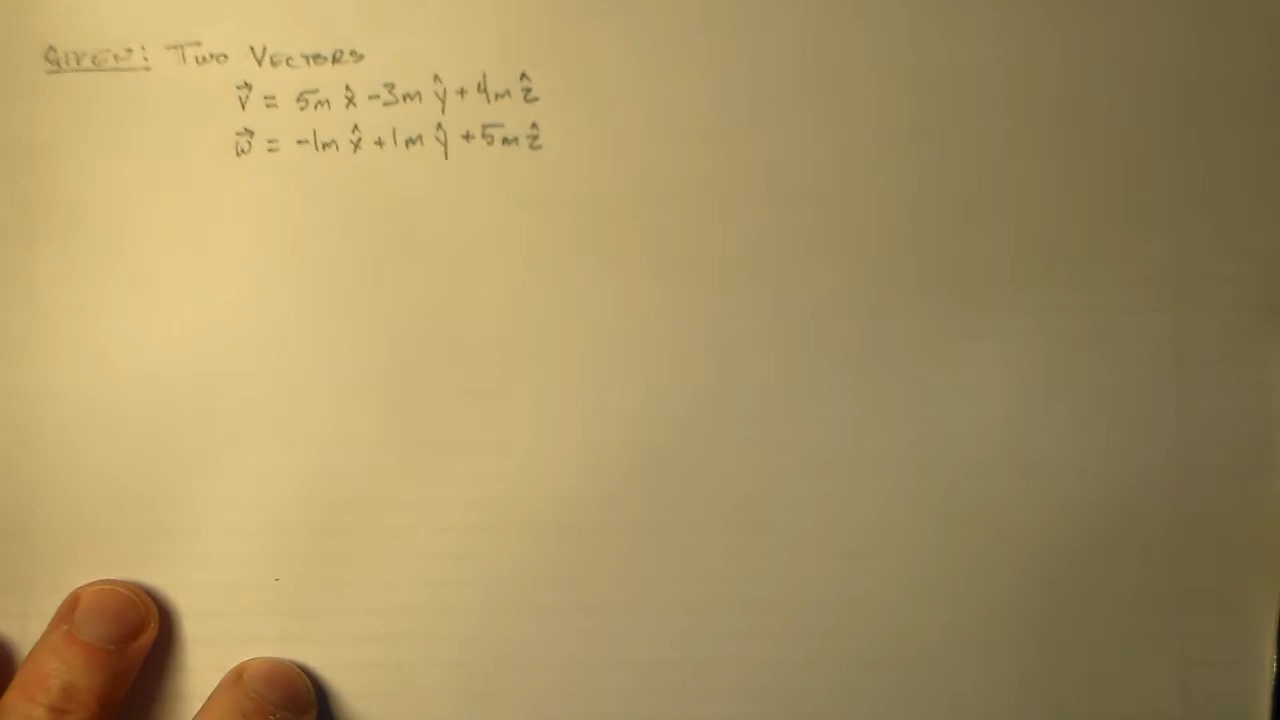 GIVEN: TWO VECTORS
v⃗ = 5m x̂ -3m ŷ + 4m ẑ
w⃗ = -1m x̂ + 1m ŷ + 5m ẑ